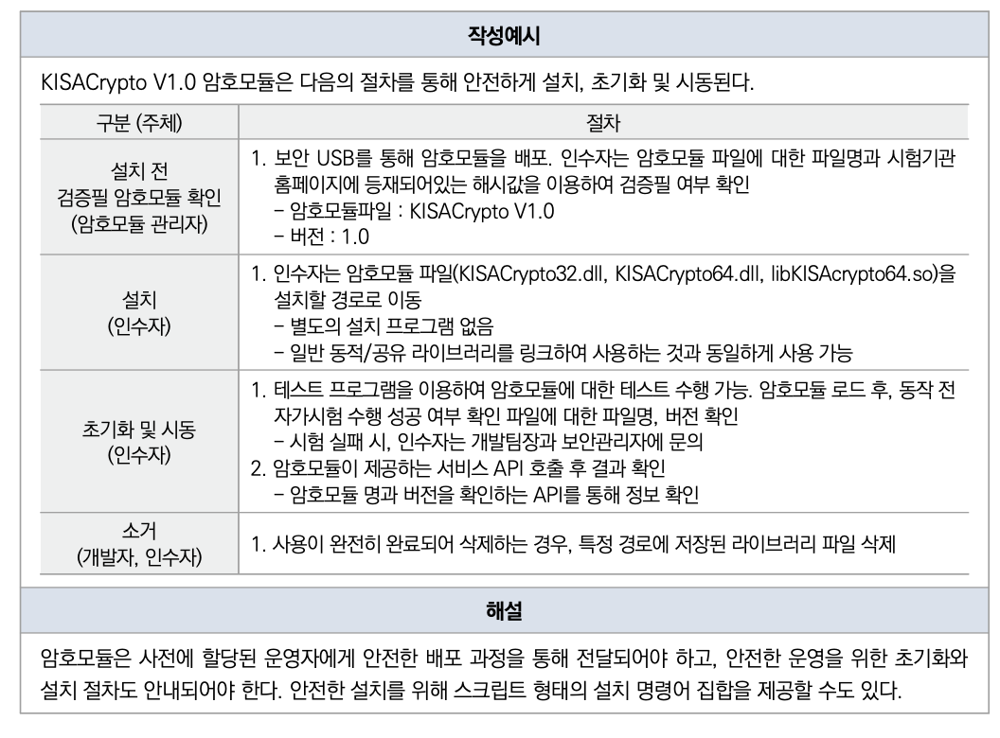 작성예시
KISACrypto V1.0 암호모듈은 다음의 절차를 통해 안전하게 설치, 초기화 및 시동된다.
구분 (주체)
절차
설치 전
검증필 암호모듈 확인
(암호모듈 관리자)
1. 보안 USB를 통해 암호모듈을 배포. 인수자는 암호모듈 파일에 대한 파일명과 시험기관
홈페이지에 등재되어있는 해시값을 이용하여 검증필 여부 확인
– 암호모듈파일 : KISACrypto V1.0
– 버전 : 1.0
설치
(인수자)
1. 인수자는 암호모듈 파일(KISACrypto32.dll, KISACrypto64.dll, libKISAcrypto64.so)을
설치할 경로로 이동
– 별도의 설치 프로그램 없음
– 일반 동적/공유 라이브러리를 링크하여 사용하는 것과 동일하게 사용 가능
초기화 및 시동
(인수자)
1. 테스트 프로그램을 이용하여 암호모듈에 대한 테스트 수행 가능. 암호모듈 로드 후, 동작 전
자가시험 수행 성공 여부 확인 파일에 대한 파일명, 버전 확인
– 시험 실패 시, 인수자는 개발팀장과 보안관리자에 문의
2. 암호모듈이 제공하는 서비스 API 호출 후 결과 확인
– 암호모듈 명과 버전을 확인하는 API를 통해 정보 확인
소거
(개발자, 인수자)
1. 사용이 완전히 완료되어 삭제하는 경우, 특정 경로에 저장된 라이브러리 파일 삭제
해설
암호모듈은 사전에 할당된 운영자에게 안전한 배포 과정을 통해 전달되어야 하고, 안전한 운영을 위한 초기화와
설치 절차도 안내되어야 한다. 안전한 설치를 위해 스크립트 형태의 설치 명령어 집합을 제공할 수도 있다.